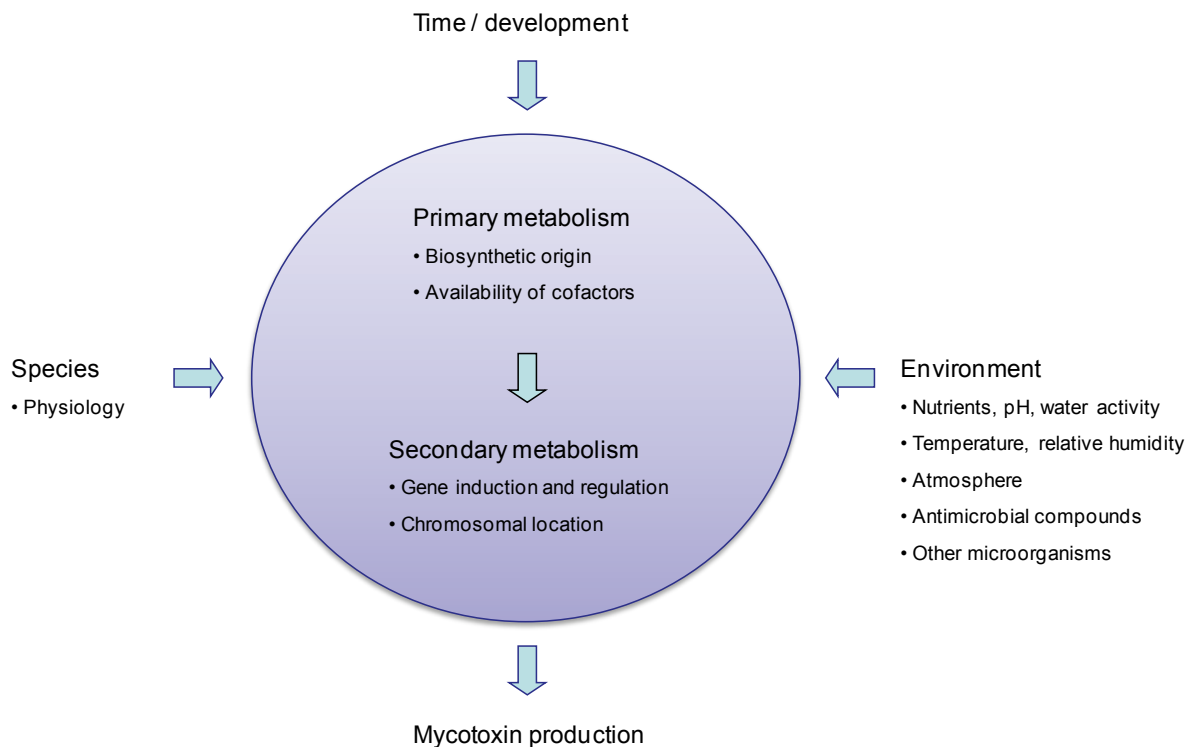 Time / development
Primary metabolism
• Biosynthetic origin
• Availability of cofactors
Species
• Physiology
Secondary metabolism
• Gene induction and regulation
• Chromosomal location
Environment
• Nutrients, pH, water activity
• Temperature, relative humidity
• Atmosphere
• Antimicrobial compounds
• Other microorganisms
Mycotoxin production